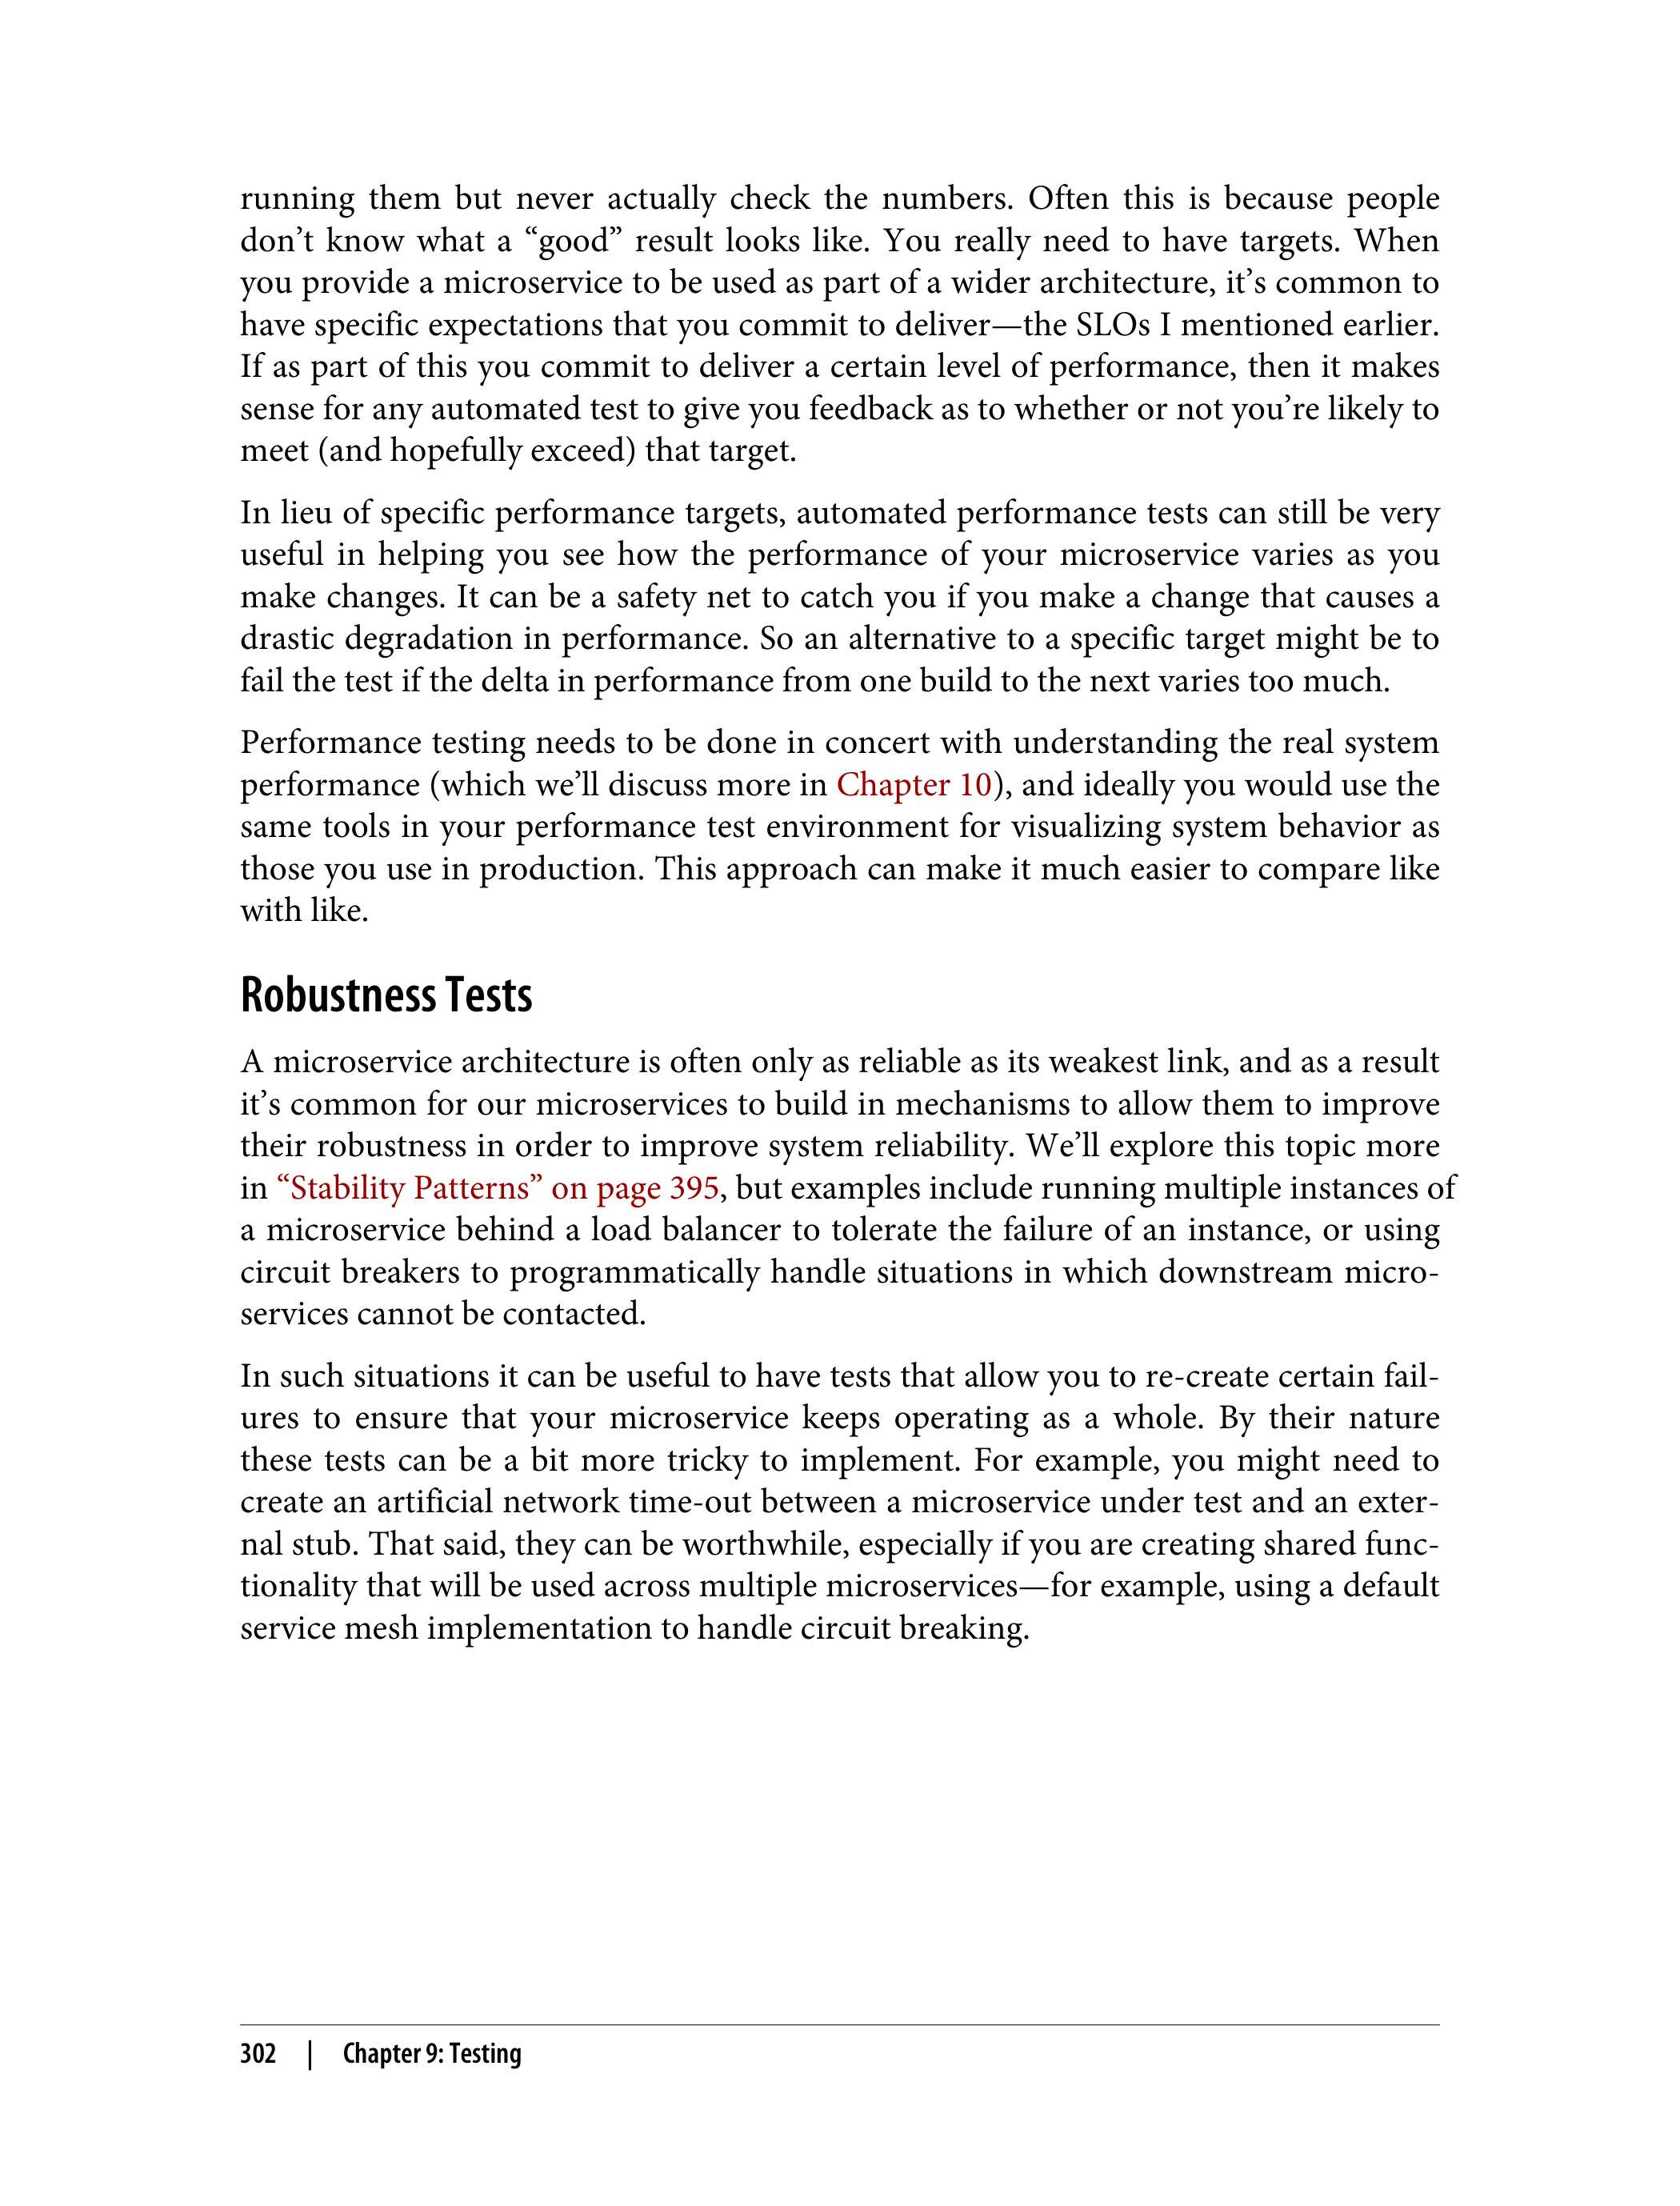 running them but never actually check the numbers. Often this is because people
don’t know what a “good” result looks like. You really need to have targets. When
you provide a microservice to be used as part of a wider architecture, it’s common to
have specific expectations that you commit to deliver—the SLOs I mentioned earlier.
If as part of this you commit to deliver a certain level of performance, then it makes
sense for any automated test to give you feedback as to whether or not you’re likely to
meet (and hopefully exceed) that target.
In lieu of specific performance targets, automated performance tests can still be very
useful in helping you see how the performance of your microservice varies as you
make changes. It can be a safety net to catch you if you make a change that causes a
drastic degradation in performance. So an alternative to a specific target might be to
fail the test if the delta in performance from one build to the next varies too much.
Performance testing needs to be done in concert with understanding the real system
performance (which we’ll discuss more in Chapter 10), and ideally you would use the
same tools in your performance test environment for visualizing system behavior as
those you use in production. This approach can make it much easier to compare like
with like.
Robustness Tests
A microservice architecture is often only as reliable as its weakest link, and as a result
it’s common for our microservices to build in mechanisms to allow them to improve
their robustness in order to improve system reliability. We’ll explore this topic more
in “Stability Patterns” on page 395, but examples include running multiple instances of
a microservice behind a load balancer to tolerate the failure of an instance, or using
circuit breakers to programmatically handle situations in which downstream micro-
services cannot be contacted.
In such situations it can be useful to have tests that allow you to re-create certain fail-
ures to ensure that your microservice keeps operating as a whole. By their nature
these tests can be a bit more tricky to implement. For example, you might need to
create an artificial network time-out between a microservice under test and an exter-
nal stub. That said, they can be worthwhile, especially if you are creating shared func-
tionality that will be used across multiple microservices—for example, using a default
service mesh implementation to handle circuit breaking.
302 | Chapter 9: Testing